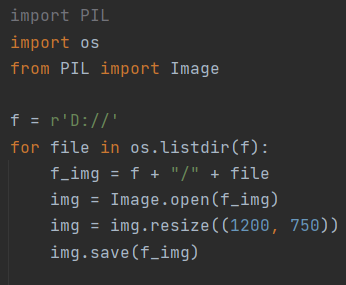 import PIL
import os
from PIL import Image

f = r'D://'
for file in os.listdir(f):
    f_img = f + "/" + file
    img = Image.open(f_img)
    img = img.resize((1200, 750))
    img.save(f_img)